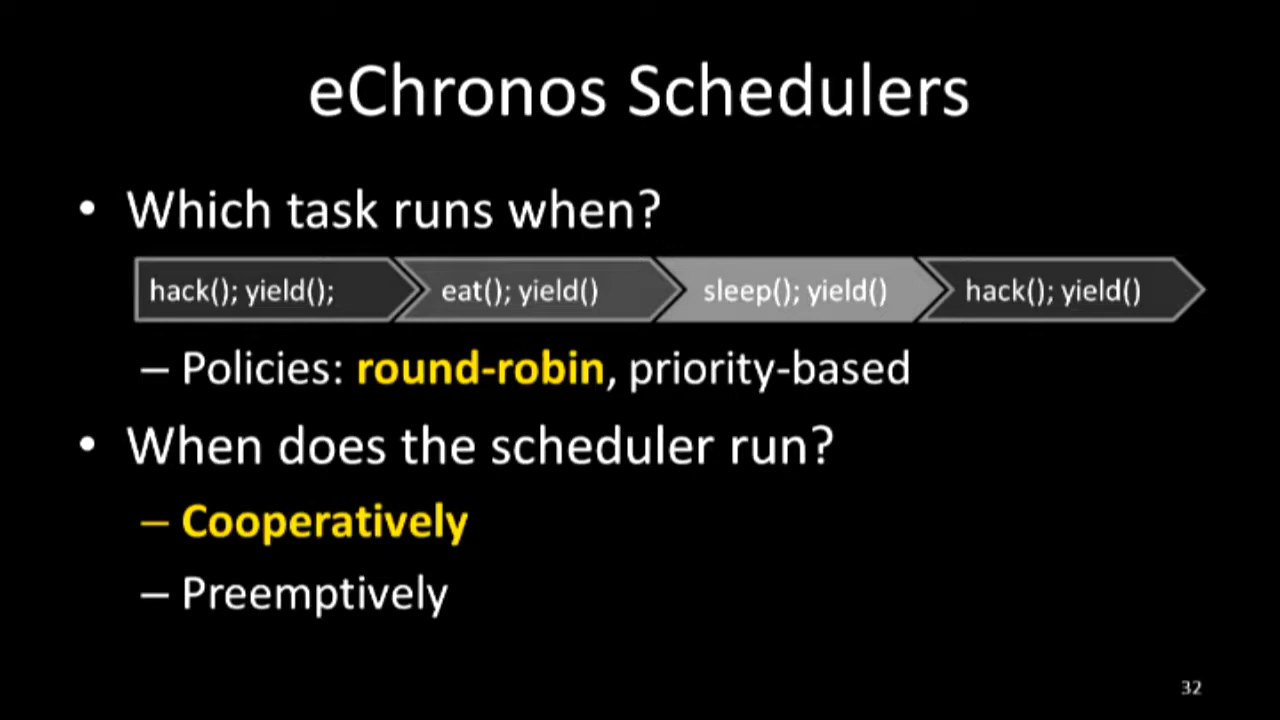 eChronos Schedulers
• Which task runs when?
hack(); yield(); eat(); yield() sleep(); yield() hack(); yield()
– Policies: round-robin, priority-based
• When does the scheduler run?
– Cooperatively
– Preemptively
32